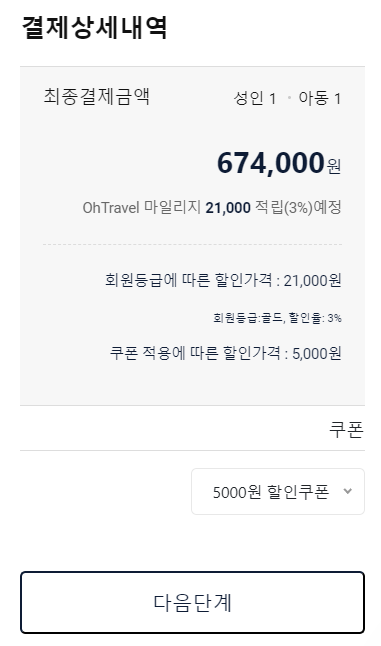 결제상세내역
최종결제금액 성인 1 · 아동 1
674,000원
OhTravel 마일리지 21,000 적립(3%)예정
회원등급에 따른 할인가격 : 21,000원
회원등급:골드, 할인율: 3%
쿠폰 적용에 따른 할인가격 : 5,000원
쿠폰
5000원 할인쿠폰
다음단계